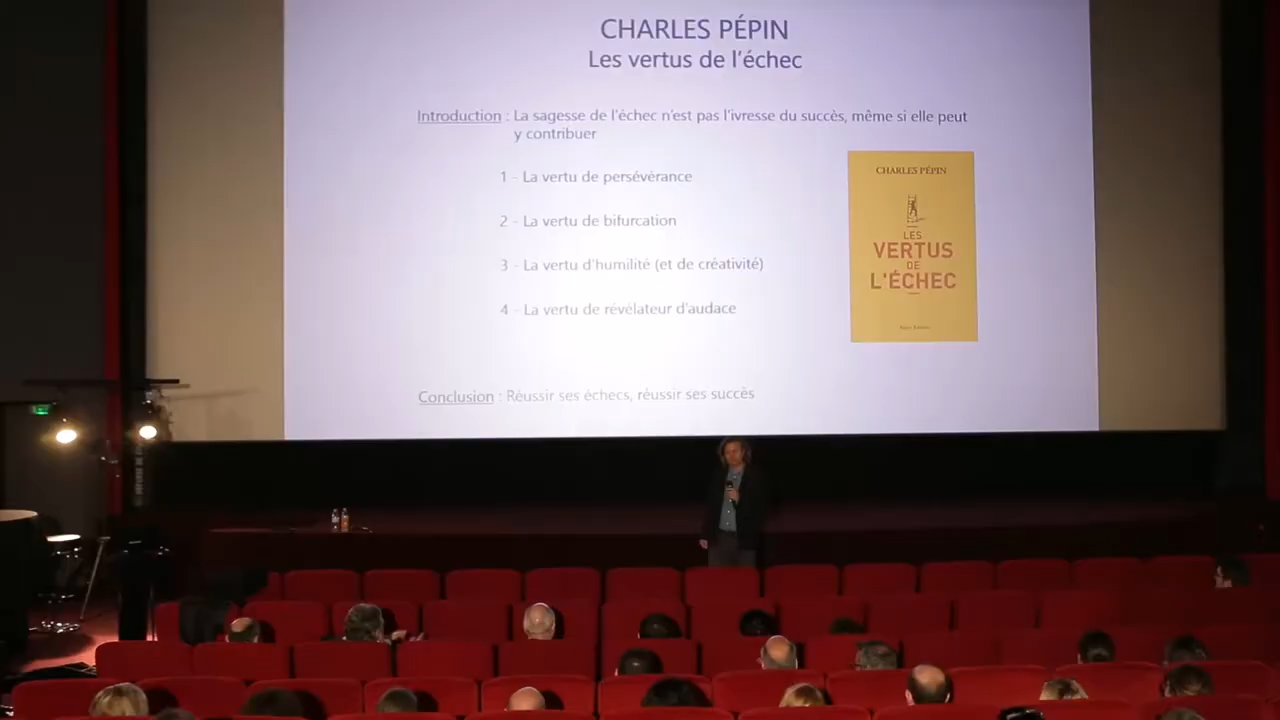 CHARLES PÉPIN
Les vertus de l'échec
Introduction : La sagesse de l'échec n'est pas l'ivresse du succès, même si elle peut
y contribuer
1 - La vertu de persévérance
2 - La vertu de bifurcation
3 - La vertu d'humilité (et de créativité)
4 - La vertu de révélateur d'audace
Conclusion : Réussir ses échecs, réussir ses succès
CHARLES PÉPIN
LES
VERTUS
DE
L'ÉCHEC